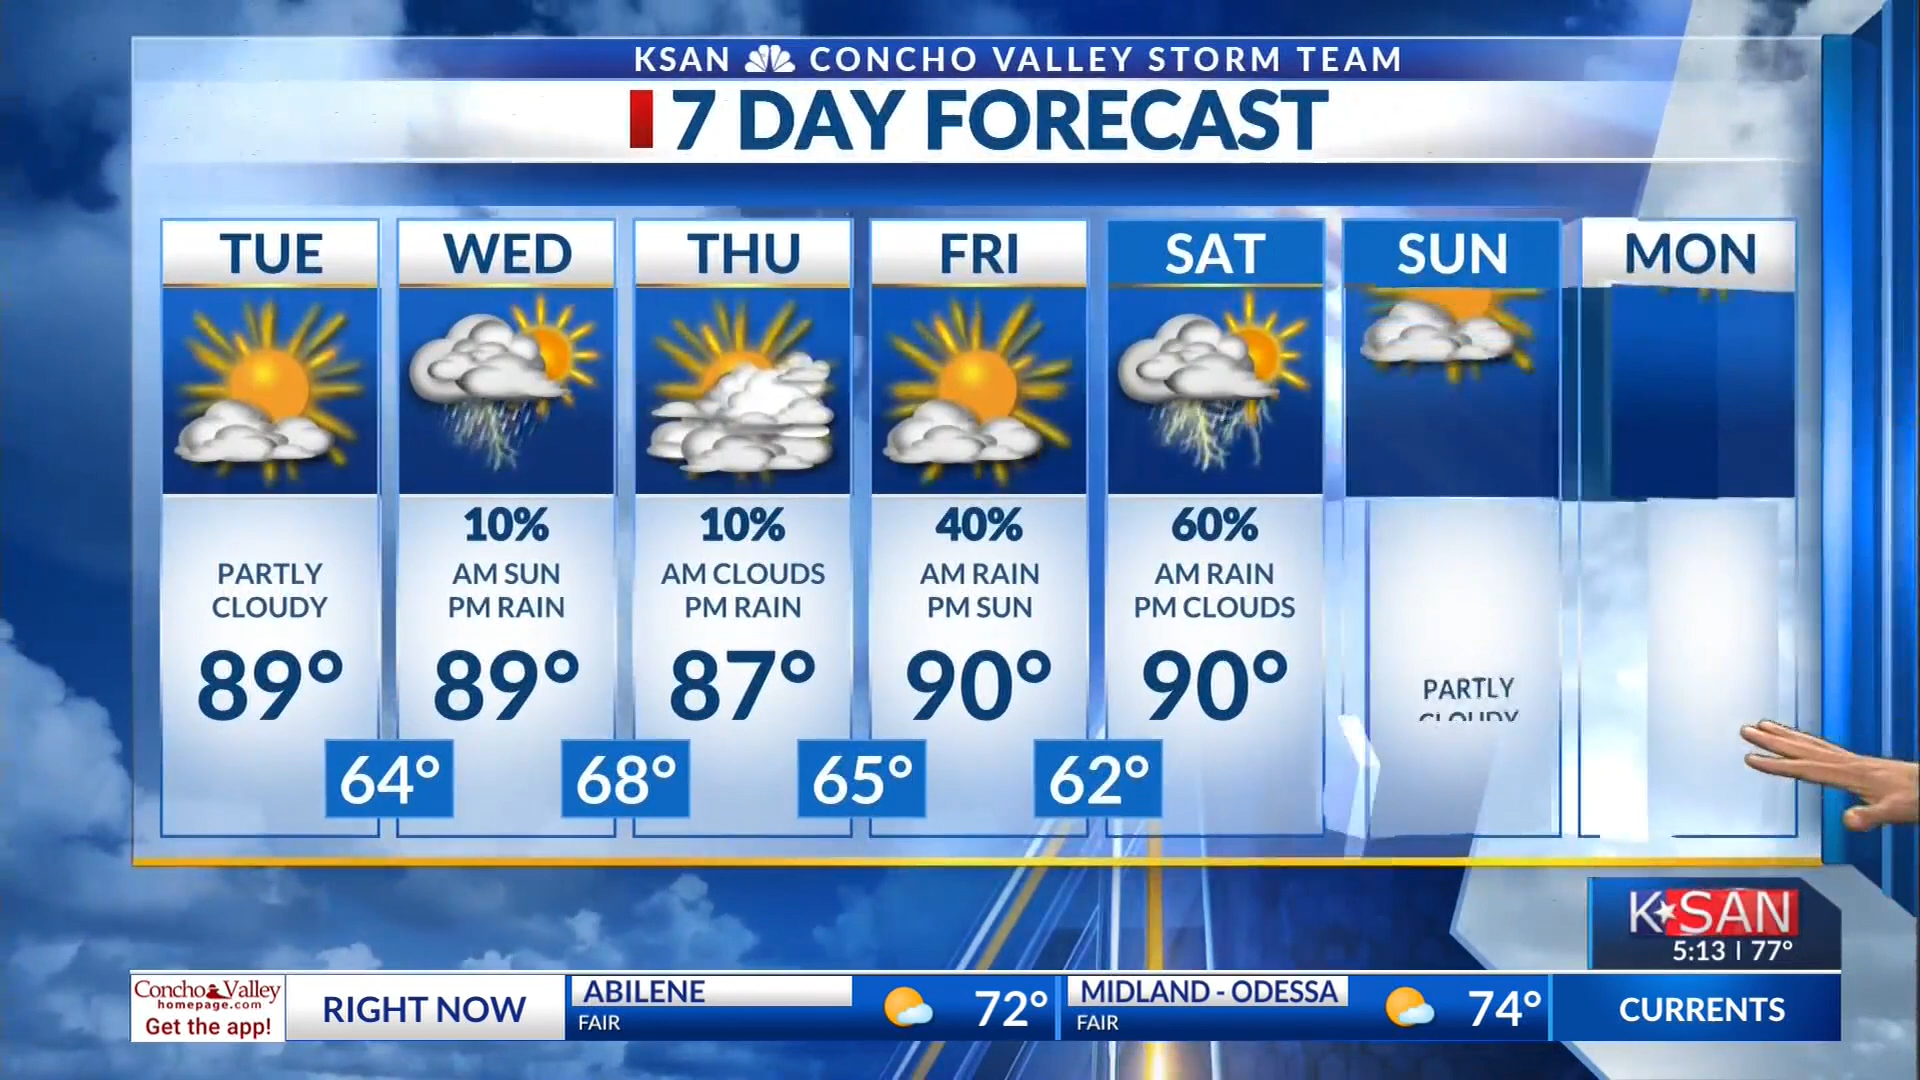 KSAN CONCHO VALLEY STORM TEAM
7 DAY FORECAST
TUE WED THU FRI SAT SUN MON
10% 10% 40% 60%
PARTLY CLOUDY
AM SUN PM RAIN
AM CLOUDS PM RAIN
AM RAIN PM SUN
AM RAIN PM CLOUDS
PARTLY
CLOUDY
89° 89° 87° 90° 90°
64° 68° 65° 62°
KSAN
5:13 | 77°
Concho Valley
homepage.com
Get the app!
RIGHT NOW
ABILENE
FAIR
72°
MIDLAND - ODESSA
FAIR
74°
CURRENTS